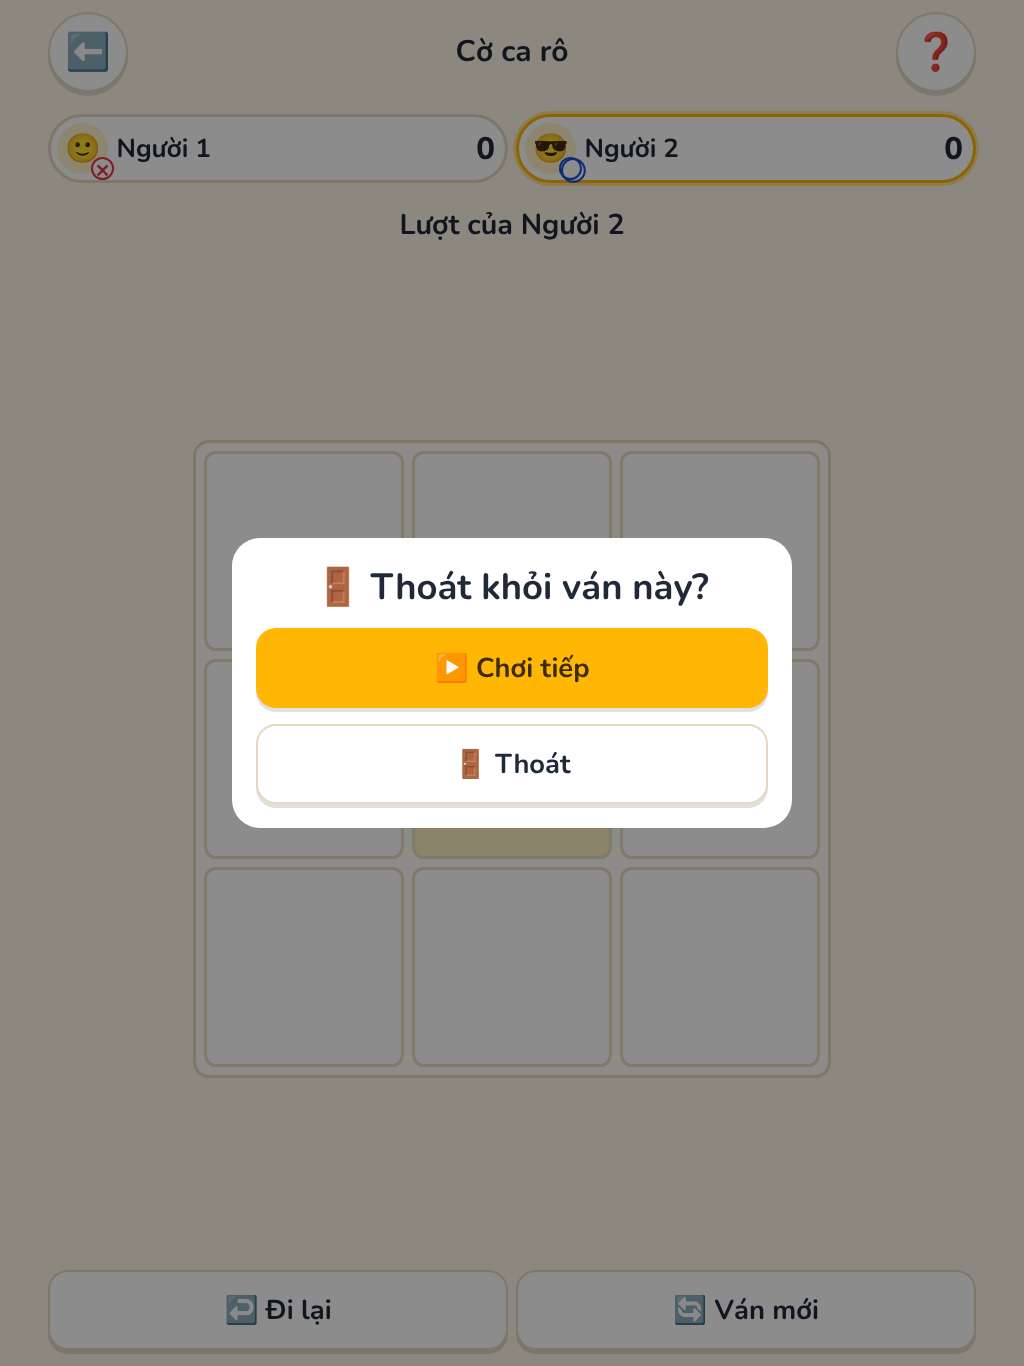 Cờ ca rô
Người 1 0
Người 2 0
Lượt của Người 2
Thoát khỏi ván này?
Chơi tiếp
Thoát
Đi lại
Ván mới